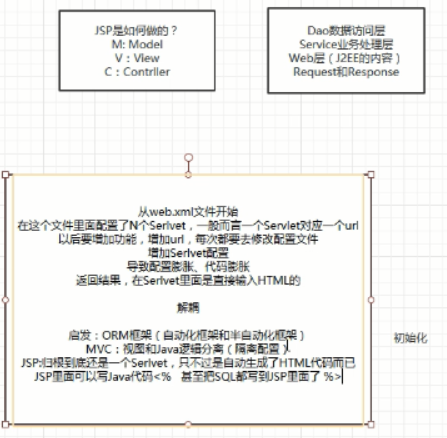 JSP是如何做的？
M: Model
V：View
C：Contrller
Dao数据访问层
Service业务处理层
Web层（J2EE的内容）
Request和Response
从web.xml文件开始
在这个文件里面配置了N个Serlvet，一般而言一个Servlet对应一个url
以后要增加功能，增加url，每次都要去修改配置文件
增加Serlvet配置
导致配置膨胀、代码膨胀
返回结果，在Serlvet里面是直接输入HTML的
解耦
启发：ORM框架（自动化框架和半自动化框架）
MVC：视图和Java逻辑分离（隔离配置）
JSP:归根到底还是一个Serlvet，只不过是自动生成了HTML代码而已
JSP里面可以写Java代码<% 甚至把SQL都写到JSP里面了 %>
初始化